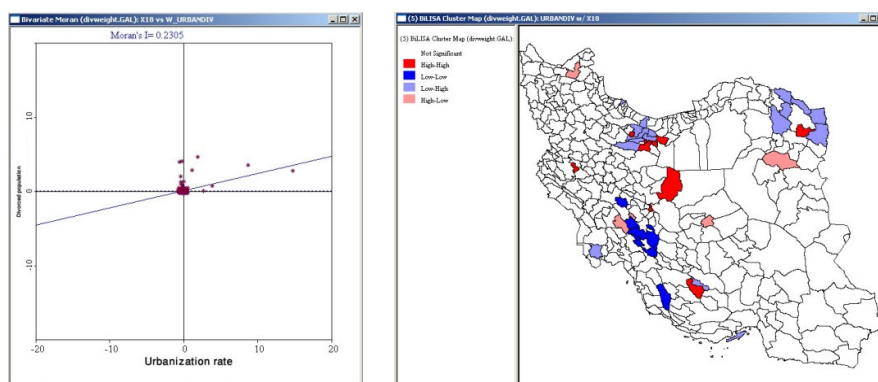 Bivariate Moran (divweight.GAL): X18 vs W_URBANDIV
Moran's I= 0.2305
Divorced population
10
0
-10
-20
-10
0
10
20
Urbanization rate
(5) BiLISA Cluster Map (divweight.GAL): URBANDIV w/ X18
(5) BiLISA Cluster Map (divweight.GAL):
Not Significant
High-High
Low-Low
Low-High
High-Low